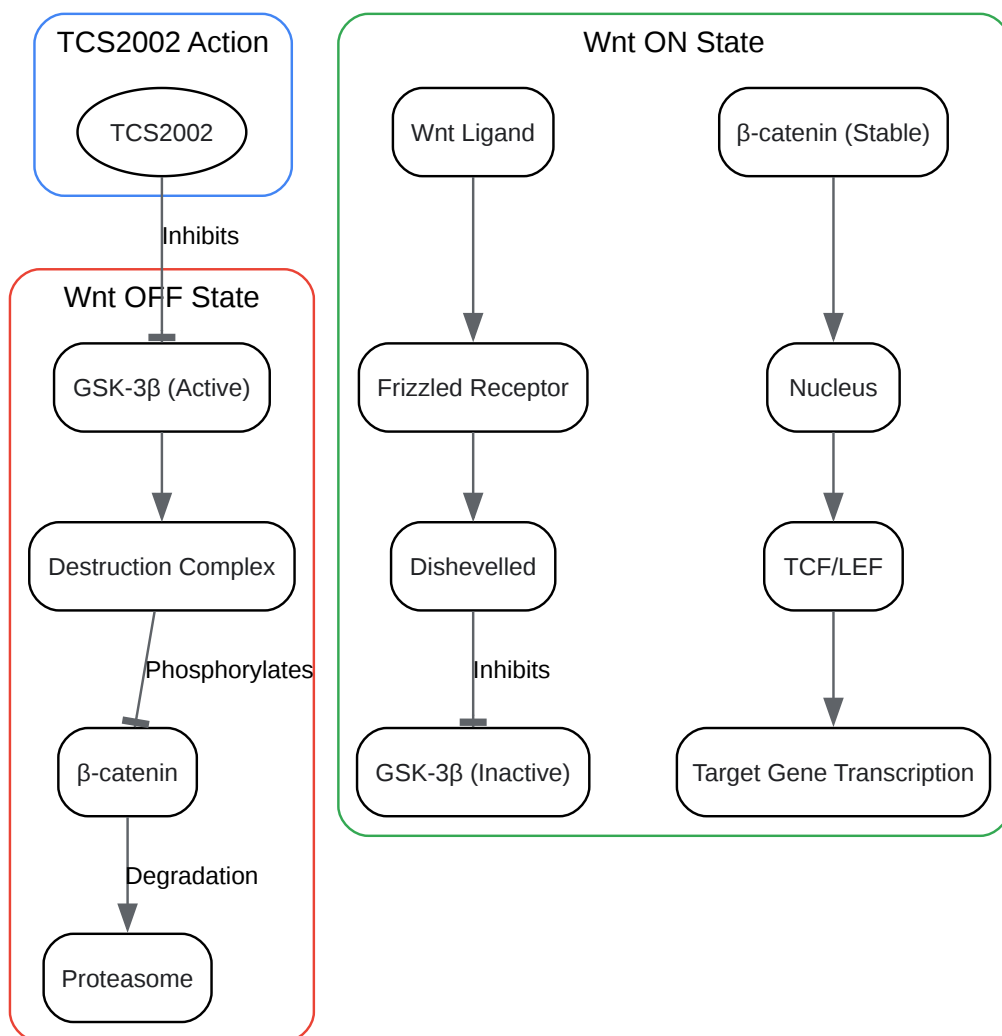 TCS2002 Action
TCS2002
Inhibits
Wnt OFF State
GSK-3β (Active)
Destruction Complex
Phosphorylates
β-catenin
Degradation
Proteasome
Wnt ON State
Wnt Ligand
Frizzled Receptor
Dishevelled
Inhibits
GSK-3β (Inactive)
β-catenin (Stable)
Nucleus
TCF/LEF
Target Gene Transcription